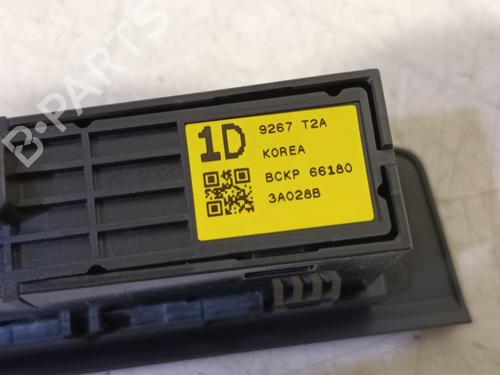 1D
9267 T2A
KOREA
BCKP 66180
3A028B
B-PARTS